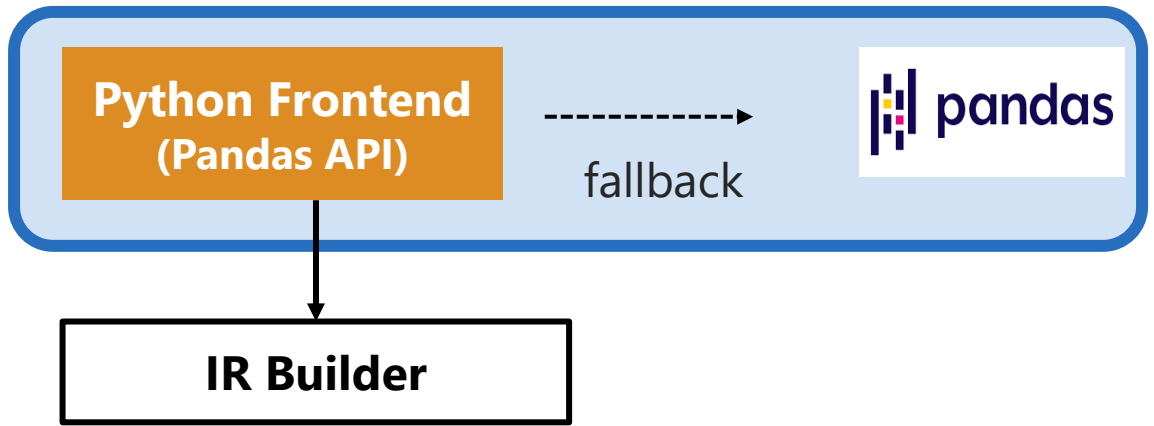 Python Frontend
(Pandas API)
fallback
pandas
IR Builder